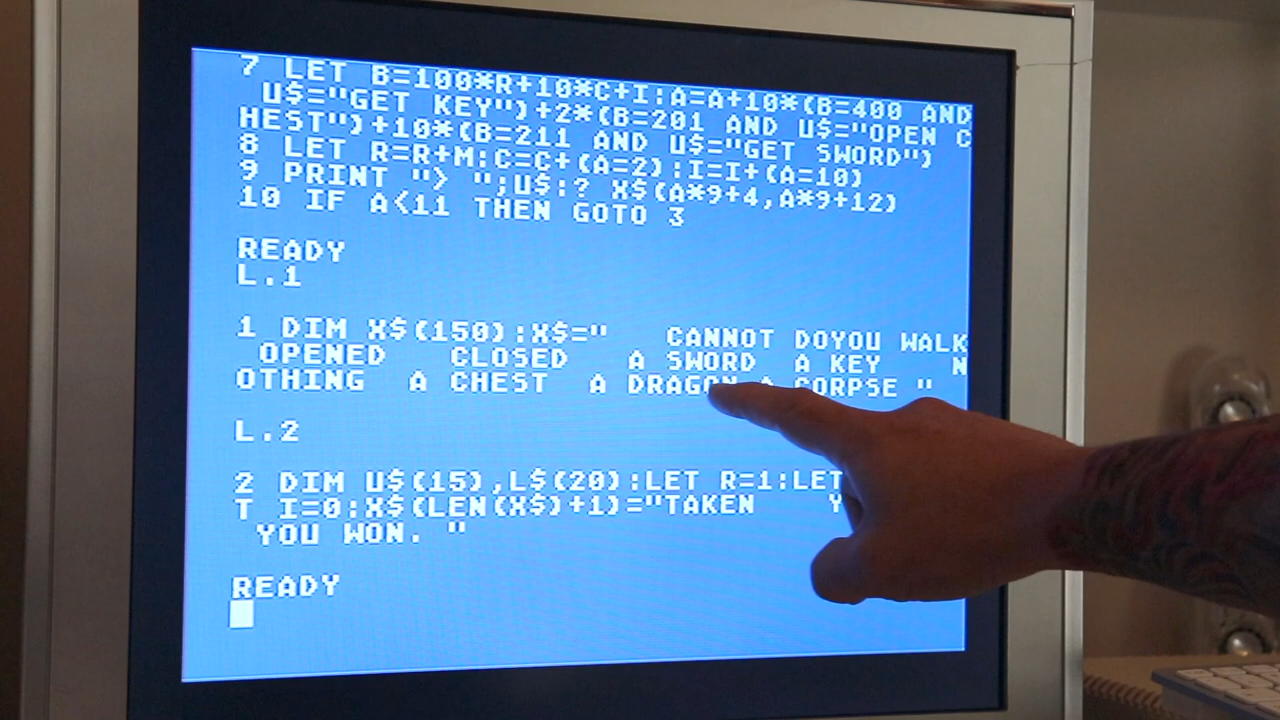 7 LET B=100*R+10*C+I:A=A+10*(B=400 AND
U$="GET KEY")+2*(B=201 AND U$="OPEN C
HEST")+10*(B=211 AND U$="GET SWORD")
8 LET R=R+M:C=C+(A=2):I=I+(A=10)
9 PRINT "> ";U$:? X$(A*9+4,A*9+12)
10 IF A<11 THEN GOTO 3
READY
L.1
1 DIM X$(150):X$="   CANNOT DOYOU WALK
 OPENED   CLOSED   A SWORD  A KEY    N
OTHING  A CHEST  A DRAGON A CORPSE "
L.2
2 DIM U$(15),L$(20):LET R=1:LET
T I=0:X$(LEN(X$)+1)="TAKEN    Y
 YOU WON. "
READY